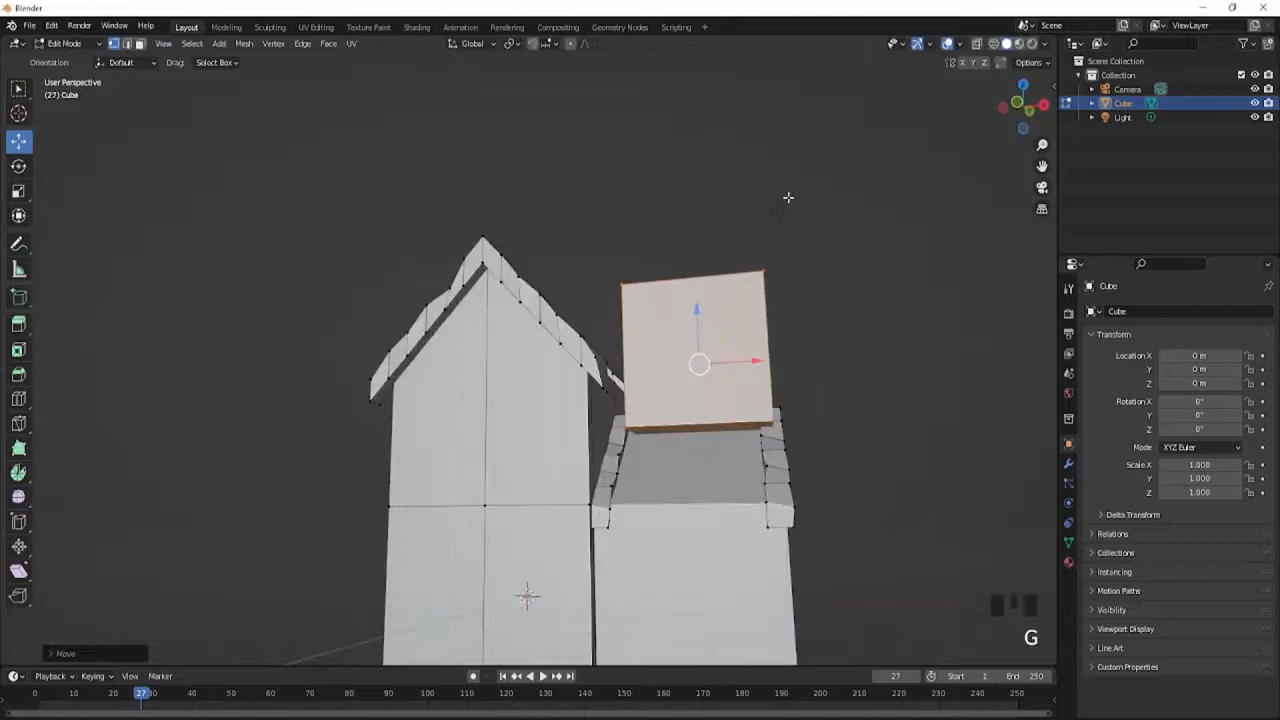 Blender
File Edit Render Window Help Layout Modeling Sculpting UV Editing Texture Paint Shading Animation Rendering Compositing Geometry Nodes Scripting + Scene ViewLayer
Edit Mode View Select Add Mesh Vertex Edge Face UV Global
Orientation: Default Drag: Select Box X Y Z Options
User Perspective
(27) Cube
Scene Collection
Collection
Camera
Cube
Light
Cube
Cube
Transform
Location X 0 m
Y 0 m
Z 0 m
Rotation X 0°
Y 0°
Z 0°
Mode XYZ Euler
Scale X 1.000
Y 1.000
Z 1.000
Delta Transform
Relations
Collections
Instancing
Motion Paths
Visibility
Viewport Display
Line Art
Custom Properties
G
Move
Playback Keying View Marker 27 Start 1 End 250
0 10 20 27 40 50 60 70 80 90 100 110 120 130 140 150 160 170 180 190 200 210 220 230 240 250